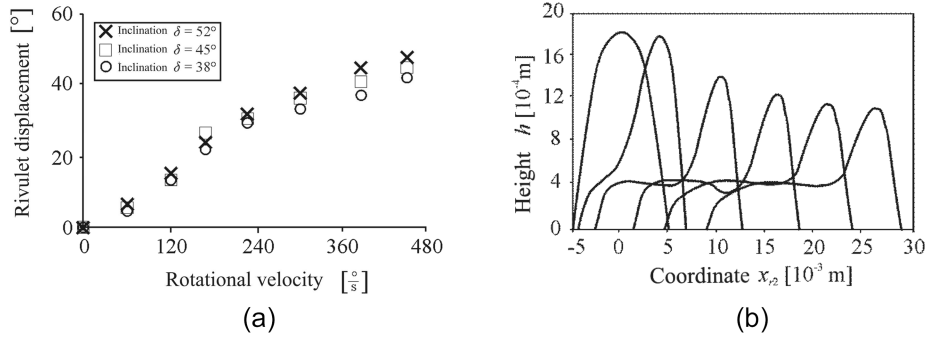 60
40
20
0
Rivulet displacement [°]
Inclination δ = 52°
Inclination δ = 45°
Inclination δ = 38°
0 120 240 360 480
Rotational velocity [°/s]
(a)
20
16
12
8
4
0
Height h [10⁻⁴m]
-5 0 5 10 15 20 25 30
Coordinate xᵣ₂ [10⁻³ m]
(b)